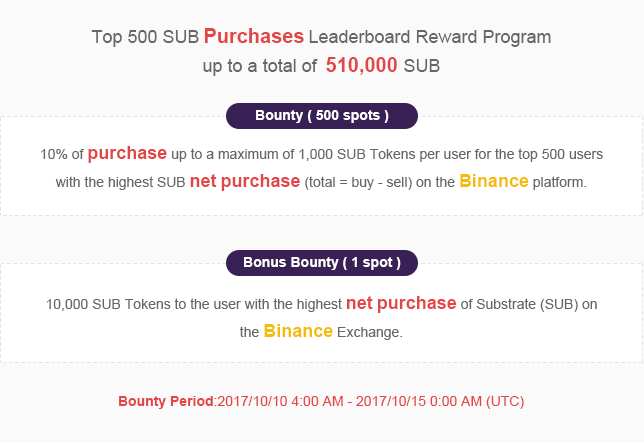 Top 500 SUB Purchases Leaderboard Reward Program
up to a total of 510,000 SUB
Bounty ( 500 spots )
10% of purchase up to a maximum of 1,000 SUB Tokens per user for the top 500 users
with the highest SUB net purchase (total = buy - sell) on the Binance platform.
Bonus Bounty ( 1 spot )
10,000 SUB Tokens to the user with the highest net purchase of Substrate (SUB) on
the Binance Exchange.
Bounty Period:2017/10/10 4:00 AM - 2017/10/15 0:00 AM (UTC)